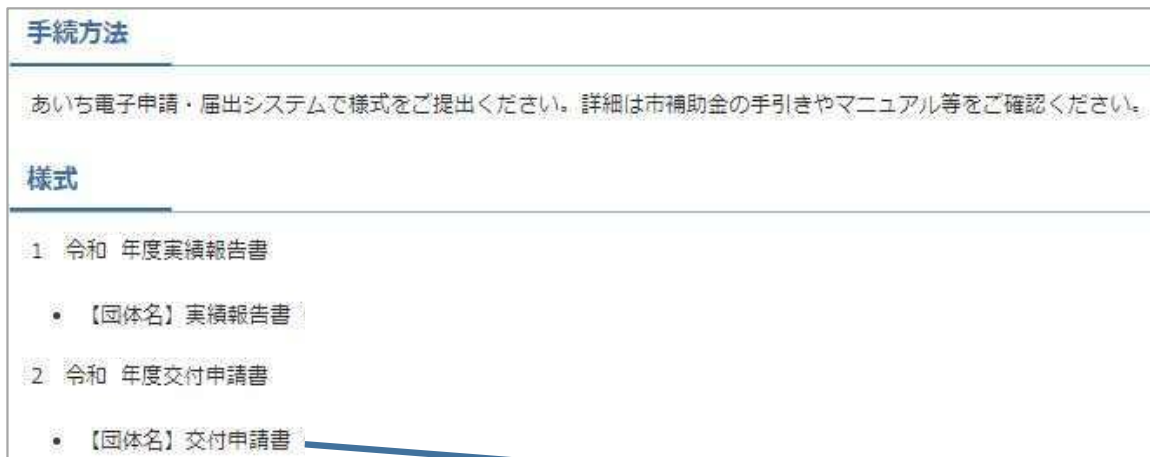 手続方法
あいち電子申請・届出システムで様式をご提出ください。詳細は市補助金の手引きやマニュアル等をご確認ください。
様式
1 令和 年度実績報告書
• 【団体名】実績報告書
2 令和 年度交付申請書
• 【団体名】交付申請書